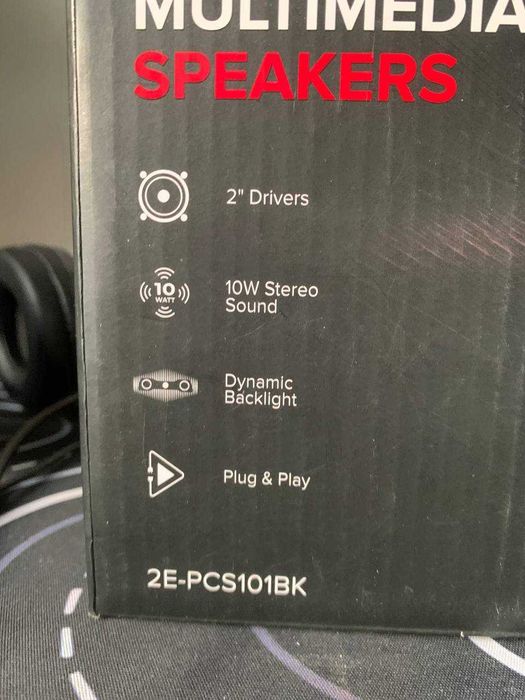 MULTIMEDIA
SPEAKERS
2" Drivers
10
WATT
10W Stereo
Sound
Dynamic
Backlight
Plug & Play
2E-PCS101BK